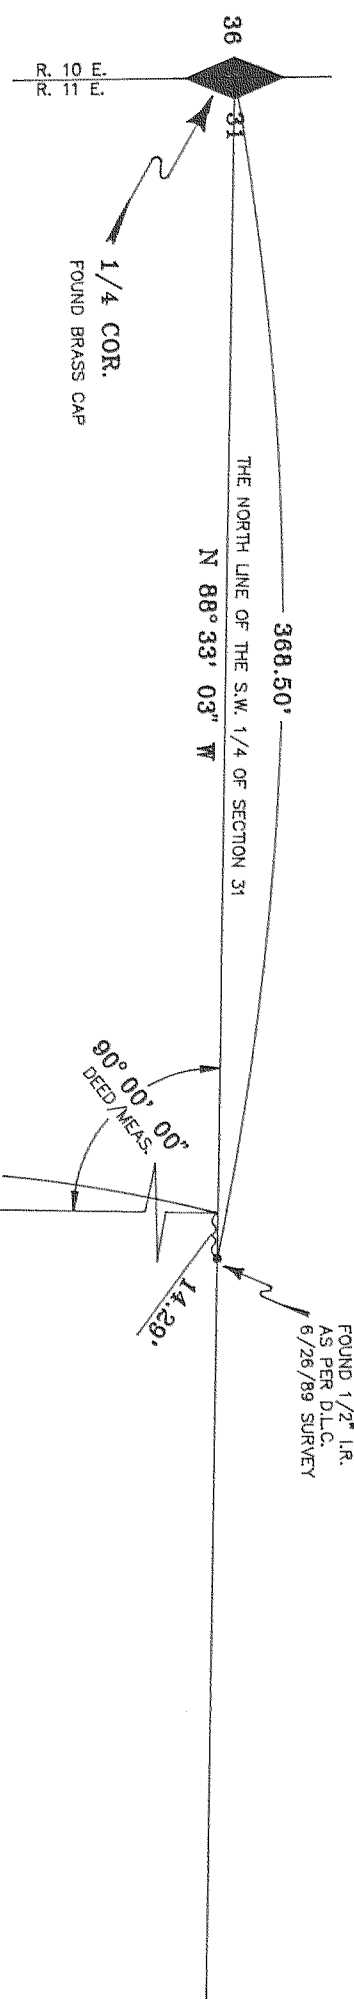 36
31
R. 10 E.
R. 11 E.
1/4 COR.
FOUND BRASS CAP
368.50'
THE NORTH LINE OF THE S.W. 1/4 OF SECTION 31
N 88° 33' 03" W
90° 00' 00"
DEED/MEAS.
14.29'
FOUND 1/2" I.R.
AS PER D.L.C.
6/26/89 SURVEY